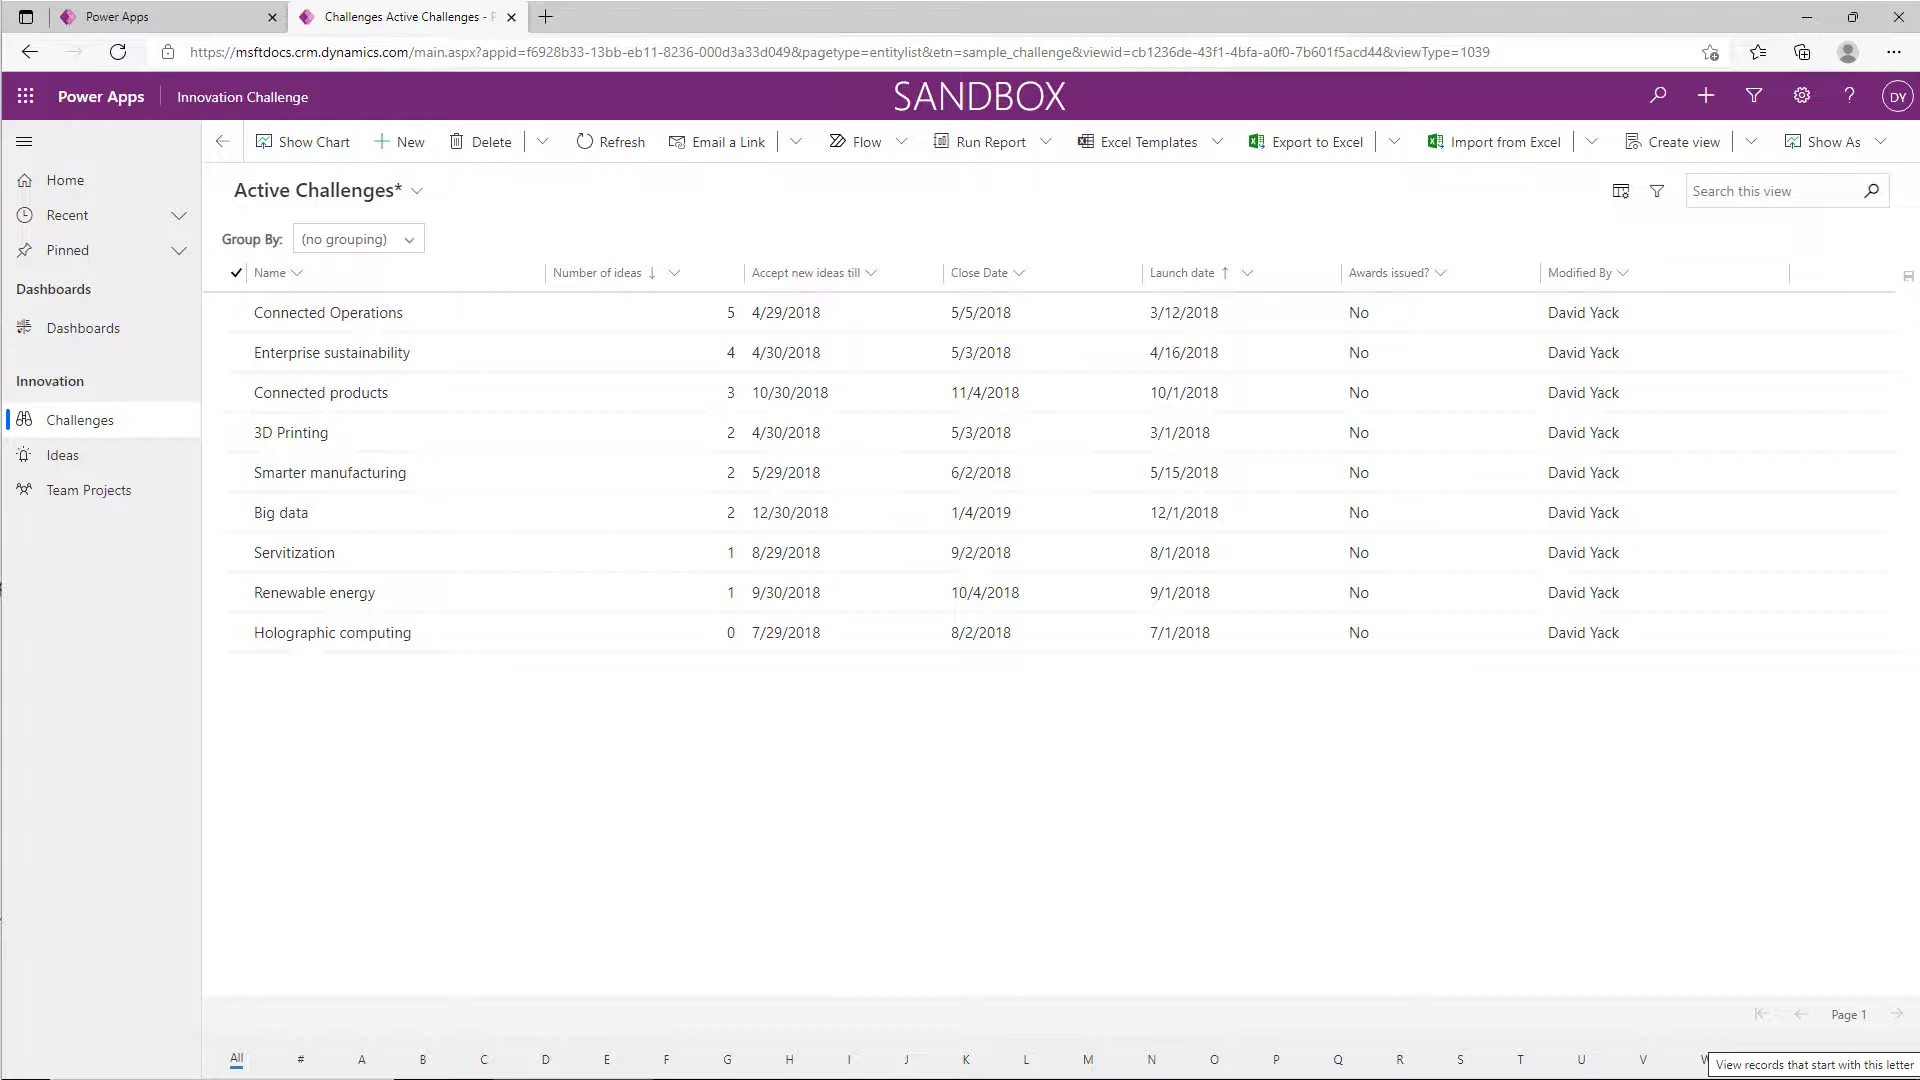 Power Apps
Challenges Active Challenges - P
https://msftdocs.crm.dynamics.com/main.aspx?appid=f6928b33-13bb-eb11-8236-000d3a33d049&pagetype=entitylist&etn=sample_challenge&viewid=cb1236de-43f1-4bfa-a0f0-7b601f5acd44&viewType=1039
Power Apps Innovation Challenge SANDBOX ? DY
Show Chart New Delete Refresh Email a Link Flow Run Report Excel Templates Export to Excel Import from Excel Create view Show As
Home
Recent
Pinned
Dashboards
Dashboards
Innovation
Challenges
Ideas
Team Projects
Active Challenges*
Search this view
Group By: (no grouping)
Name Number of ideas ↓ Accept new ideas till Close Date Launch date ↑ Awards issued? Modified By
Connected Operations 5 4/29/2018 5/5/2018 3/12/2018 No David Yack
Enterprise sustainability 4 4/30/2018 5/3/2018 4/16/2018 No David Yack
Connected products 3 10/30/2018 11/4/2018 10/1/2018 No David Yack
3D Printing 2 4/30/2018 5/3/2018 3/1/2018 No David Yack
Smarter manufacturing 2 5/29/2018 6/2/2018 5/15/2018 No David Yack
Big data 2 12/30/2018 1/4/2019 12/1/2018 No David Yack
Servitization 1 8/29/2018 9/2/2018 8/1/2018 No David Yack
Renewable energy 1 9/30/2018 10/4/2018 9/1/2018 No David Yack
Holographic computing 0 7/29/2018 8/2/2018 7/1/2018 No David Yack
Page 1
All # A B C D E F G H I J K L M N O P Q R S T U V W
View records that start with this letter